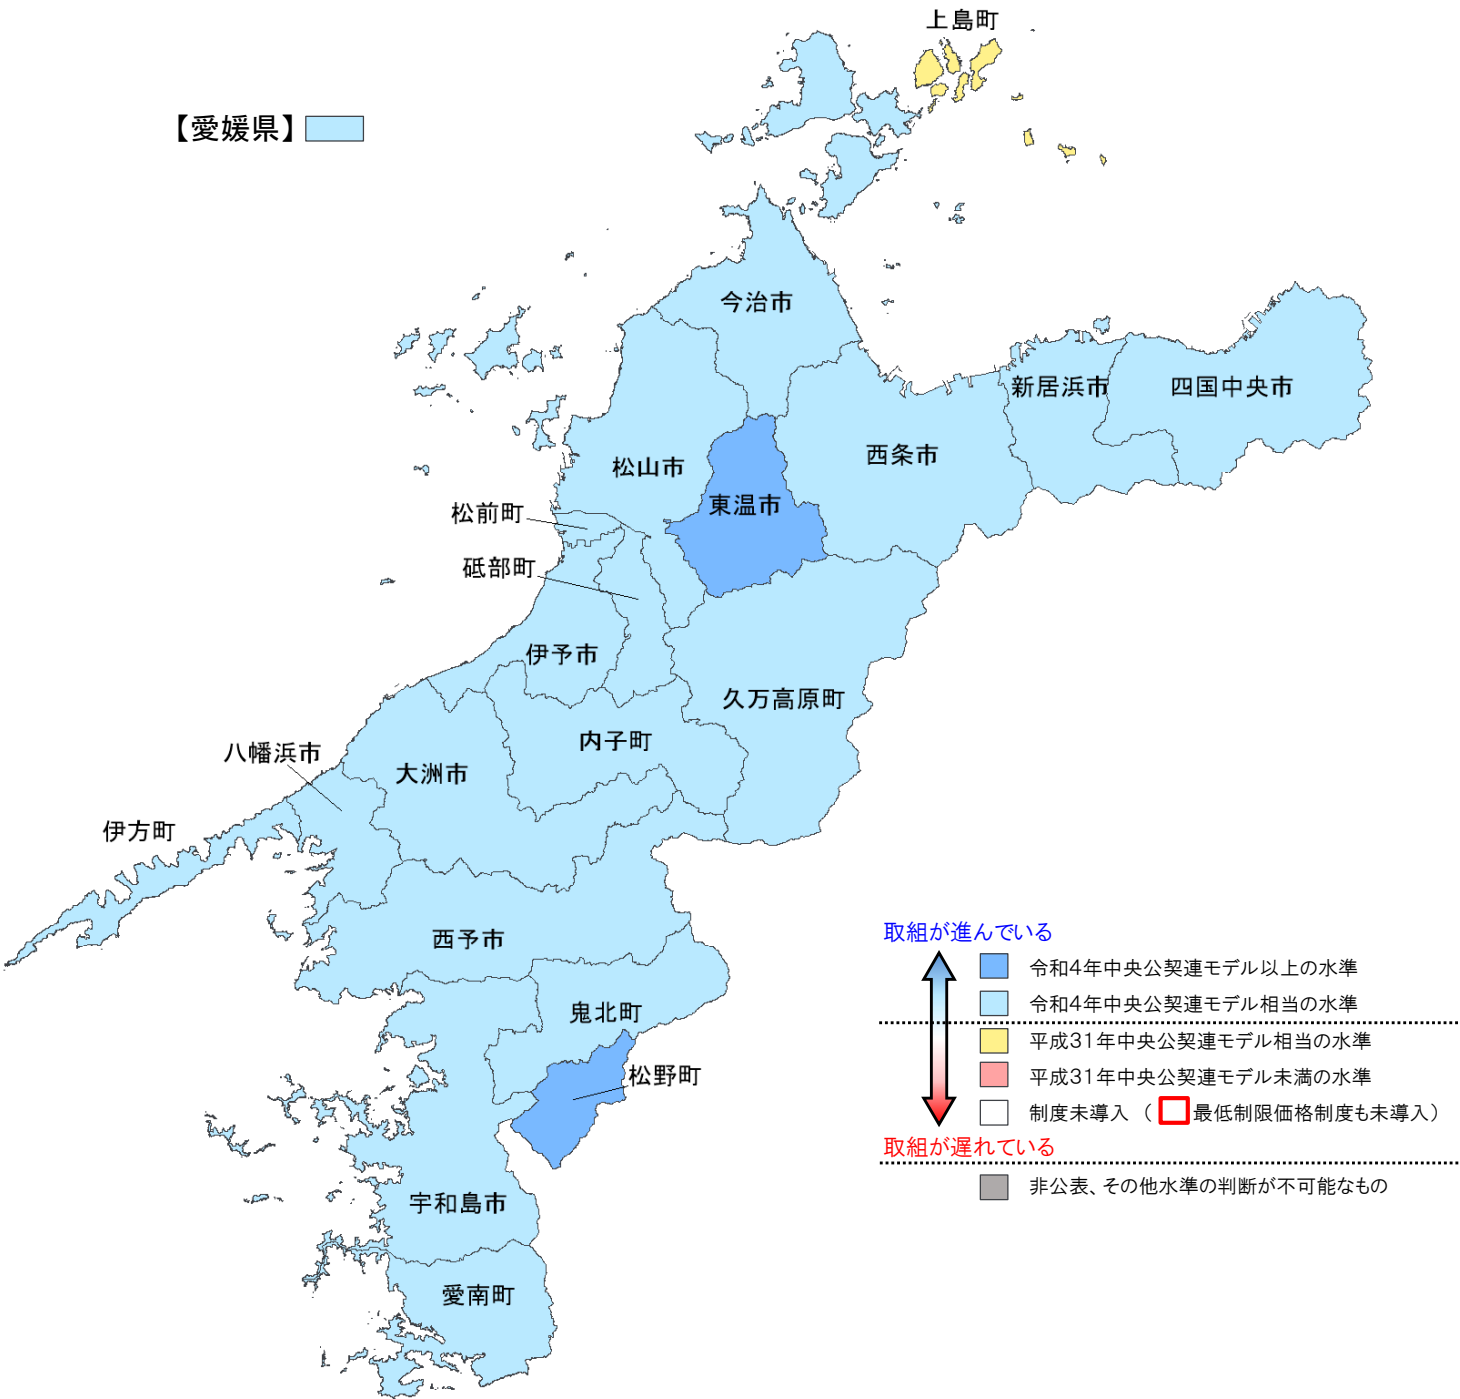 上島町
【愛媛県】
今治市
新居浜市
四国中央市
西条市
松山市
東温市
松前町
砥部町
伊予市
久万高原町
内子町
八幡浜市
大洲市
伊方町
西予市
鬼北町
松野町
宇和島市
愛南町
取組が進んでいる
令和4年中央公契連モデル以上の水準
令和4年中央公契連モデル相当の水準
平成31年中央公契連モデル相当の水準
平成31年中央公契連モデル未満の水準
制度未導入（ 最低制限価格制度も未導入）
取組が遅れている
非公表、その他水準の判断が不可能なもの